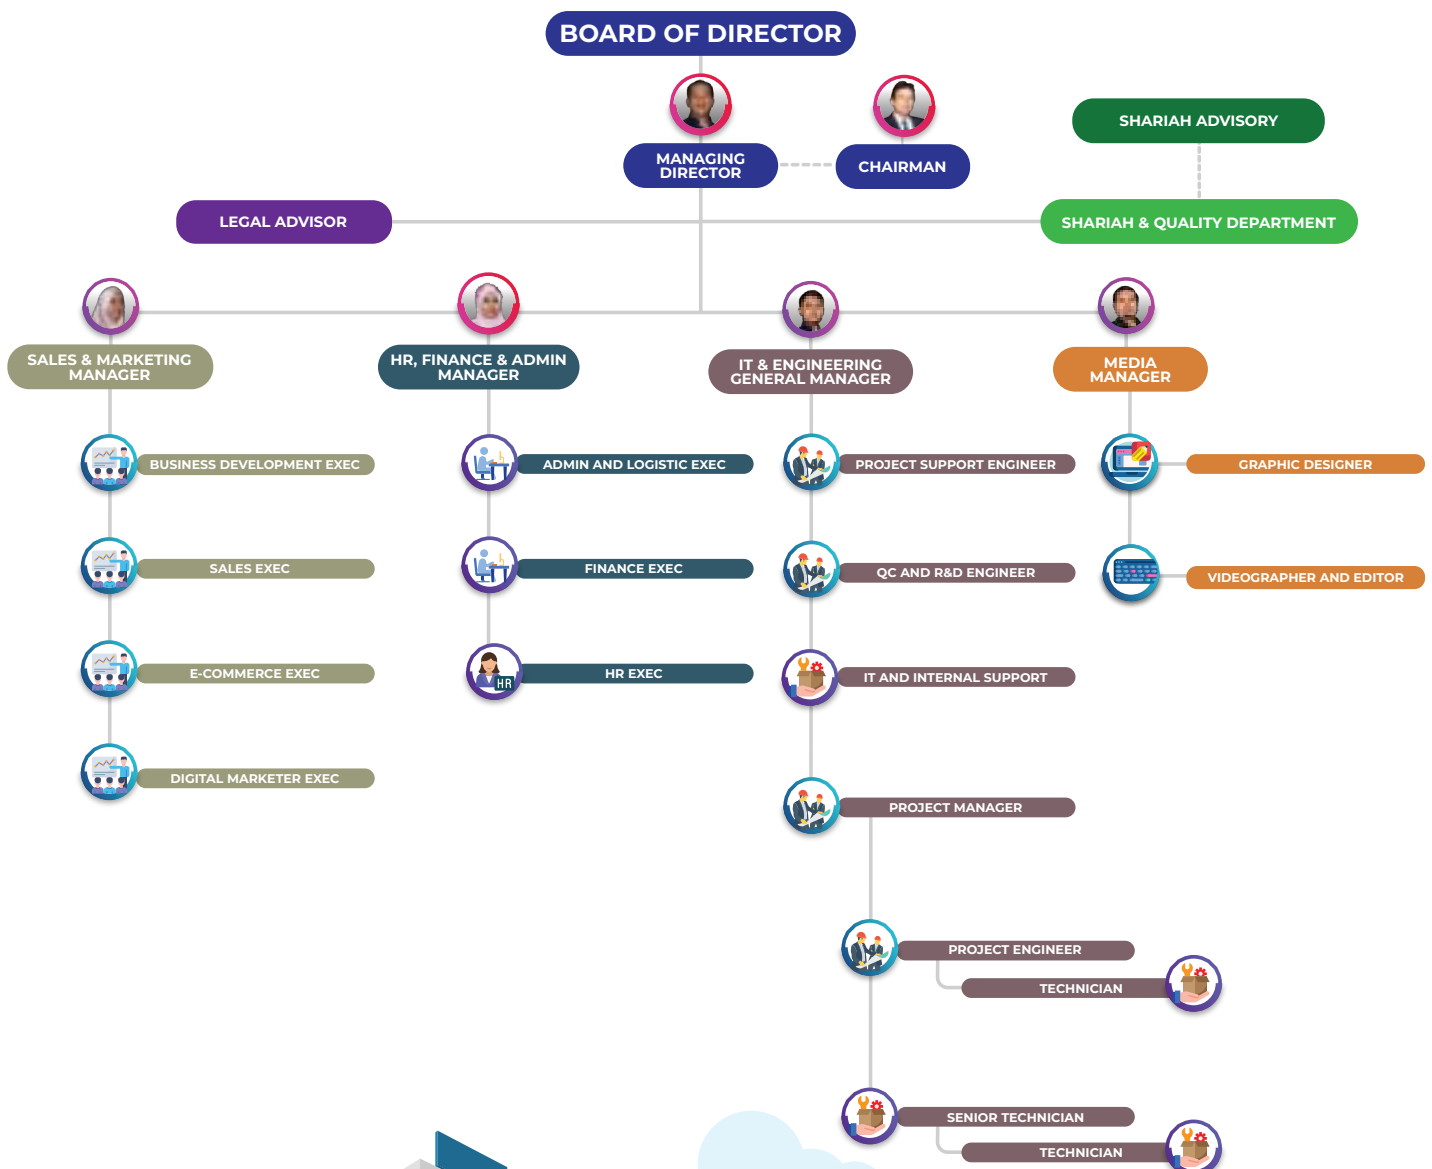 BOARD OF DIRECTOR
MANAGING
DIRECTOR
CHAIRMAN
SHARIAH ADVISORY
LEGAL ADVISOR
SHARIAH & QUALITY DEPARTMENT
SALES & MARKETING
MANAGER
HR, FINANCE & ADMIN
MANAGER
IT & ENGINEERING
GENERAL MANAGER
MEDIA
MANAGER
BUSINESS DEVELOPMENT EXEC
ADMIN AND LOGISTIC EXEC
PROJECT SUPPORT ENGINEER
GRAPHIC DESIGNER
SALES EXEC
FINANCE EXEC
QC AND R&D ENGINEER
VIDEOGRAPHER AND EDITOR
E-COMMERCE EXEC
HR
HR EXEC
IT AND INTERNAL SUPPORT
DIGITAL MARKETER EXEC
PROJECT MANAGER
PROJECT ENGINEER
TECHNICIAN
SENIOR TECHNICIAN
TECHNICIAN